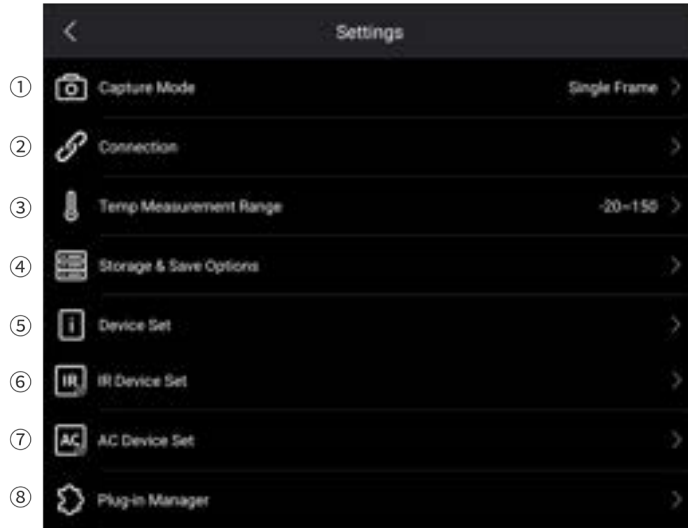 Settings
① Capture Mode Single Frame
② Connection
③ Temp Measurement Range -20~150
④ Storage & Save Options
⑤ Device Set
⑥ IR IR Device Set
⑦ AC AC Device Set
⑧ Plug-in Manager